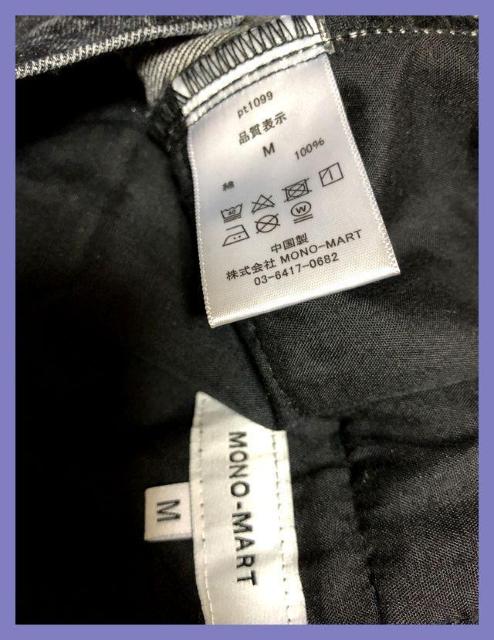 pt1099
品質表示
M
綿 100%
40
W
中国製
株式会社 MONO-MART
03-6417-0682
MONO-MART
M